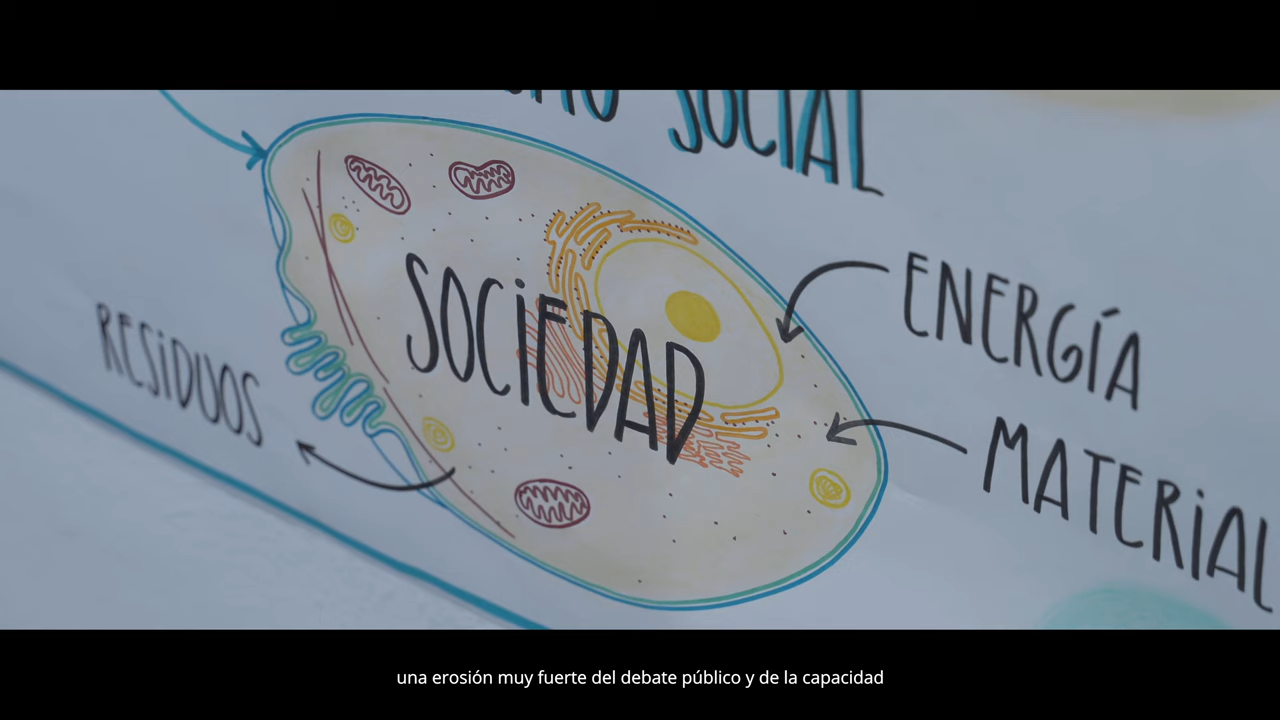 SOCIAL
ENERGÍA
SOCIEDAD
RESiDUOS
MATERiAL
una erosión muy fuerte del debate público y de la capacidad